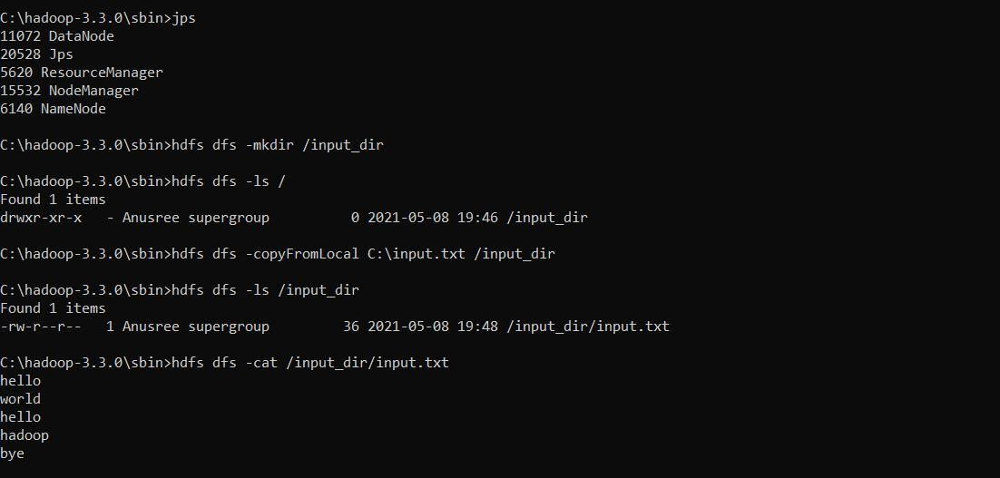 C:\hadoop-3.3.0\sbin>jps
11072 DataNode
20528 Jps
5620 ResourceManager
15532 NodeManager
6140 NameNode
C:\hadoop-3.3.0\sbin>hdfs dfs -mkdir /input_dir
C:\hadoop-3.3.0\sbin>hdfs dfs -ls /
Found 1 items
drwxr-xr-x   - Anusree supergroup          0 2021-05-08 19:46 /input_dir
C:\hadoop-3.3.0\sbin>hdfs dfs -copyFromLocal C:\input.txt /input_dir
C:\hadoop-3.3.0\sbin>hdfs dfs -ls /input_dir
Found 1 items
-rw-r--r--   1 Anusree supergroup         36 2021-05-08 19:48 /input_dir/input.txt
C:\hadoop-3.3.0\sbin>hdfs dfs -cat /input_dir/input.txt
hello
world
hello
hadoop
bye